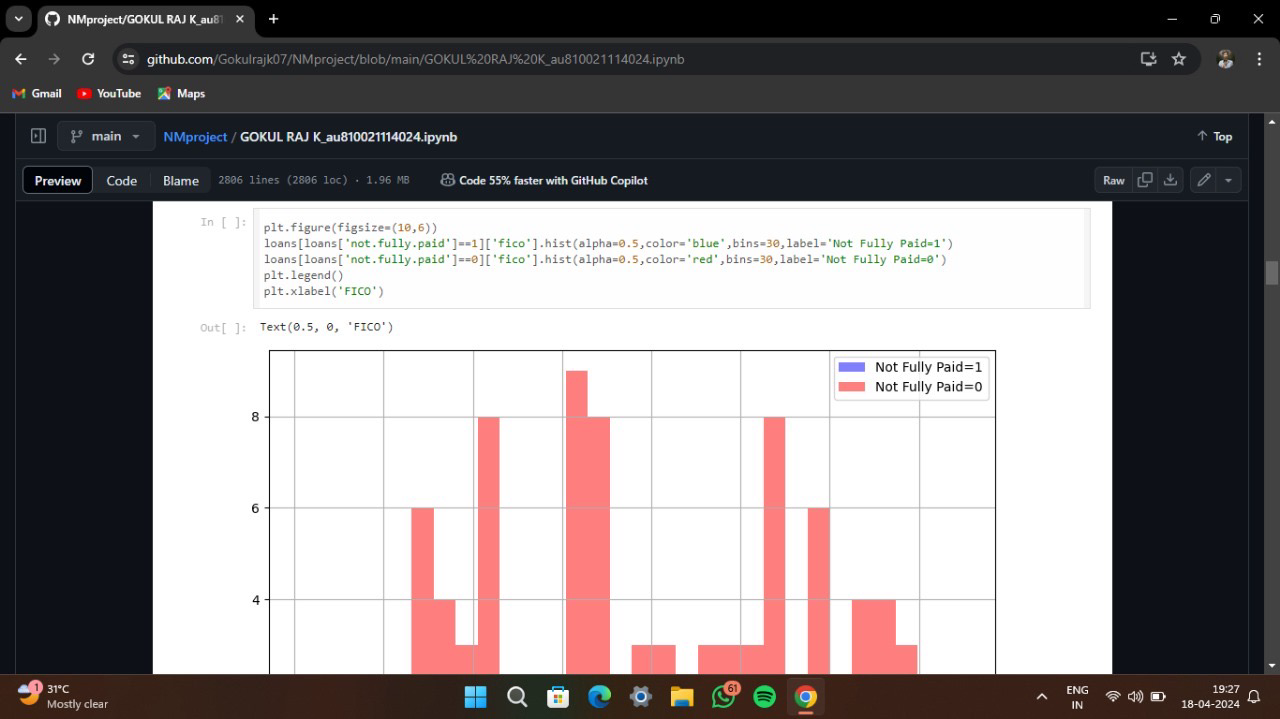 NMproject/GOKUL RAJ K_au81
github.com/Gokulrajk07/NMproject/blob/main/GOKUL%20RAJ%20K_au810021114024.ipynb
Gmail YouTube Maps
main NMproject / GOKUL RAJ K_au810021114024.ipynb Top
Preview Code Blame 2806 lines (2806 loc) · 1.96 MB Code 55% faster with GitHub Copilot Raw
In [ ]: plt.figure(figsize=(10,6))
loans[loans['not.fully.paid']==1]['fico'].hist(alpha=0.5,color='blue',bins=30,label='Not Fully Paid=1')
loans[loans['not.fully.paid']==0]['fico'].hist(alpha=0.5,color='red',bins=30,label='Not Fully Paid=0')
plt.legend()
plt.xlabel('FICO')
Out[ ]: Text(0.5, 0, 'FICO')
Not Fully Paid=1
Not Fully Paid=0
8
6
4
1 31°C
Mostly clear
61
ENG
IN
19:27
18-04-2024